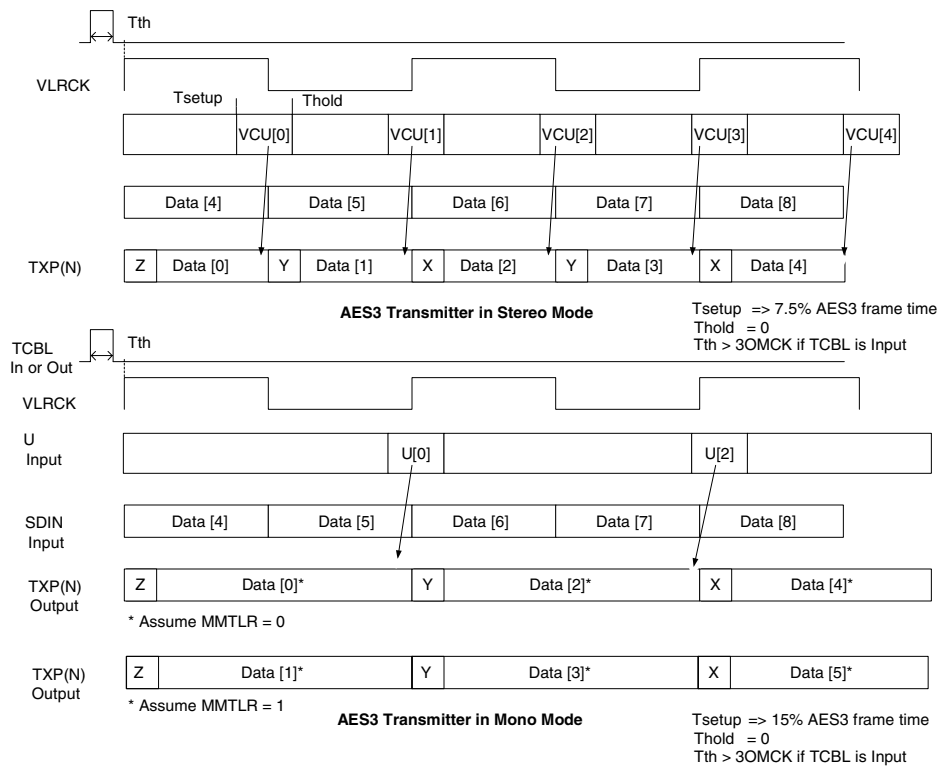 Tth
VLRCK
Tsetup Thold
VCU[0] VCU[1] VCU[2] VCU[3] VCU[4]
Data [4] Data [5] Data [6] Data [7] Data [8]
TXP(N) Z Data [0] Y Data [1] X Data [2] Y Data [3] X Data [4]
AES3 Transmitter in Stereo Mode
Tsetup => 7.5% AES3 frame time
Thold = 0
Tth > 3OMCK if TCBL is Input
TCBL
In or Out
Tth
VLRCK
U
Input
U[0] U[2]
SDIN
Input
Data [4] Data [5] Data [6] Data [7] Data [8]
TXP(N)
Output
Z Data [0]* Y Data [2]* X Data [4]*
* Assume MMTLR = 0
TXP(N)
Output
Z Data [1]* Y Data [3]* X Data [5]*
* Assume MMTLR = 1
AES3 Transmitter in Mono Mode
Tsetup => 15% AES3 frame time
Thold = 0
Tth > 3OMCK if TCBL is Input